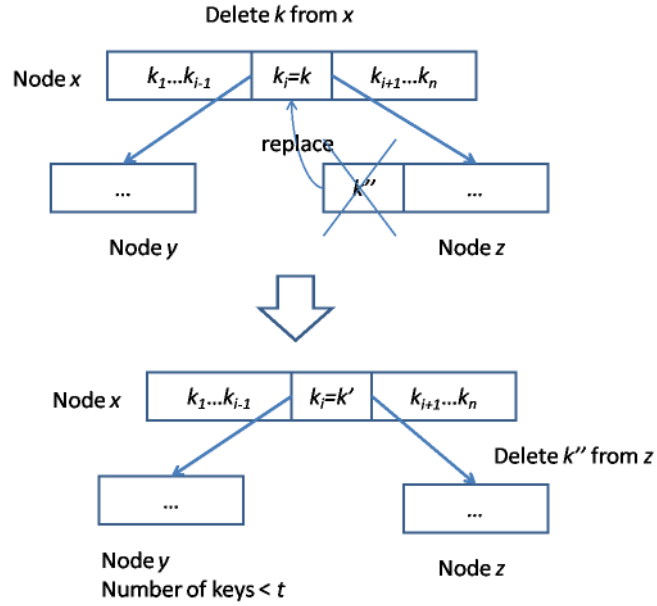 Delete k from x
Node x
k1...ki-1
ki=k
ki+1...kn
replace
...
k''
...
Node y
Node z
Node x
k1...ki-1
ki=k'
ki+1...kn
Delete k'' from z
...
...
Node y
Number of keys < t
Node z